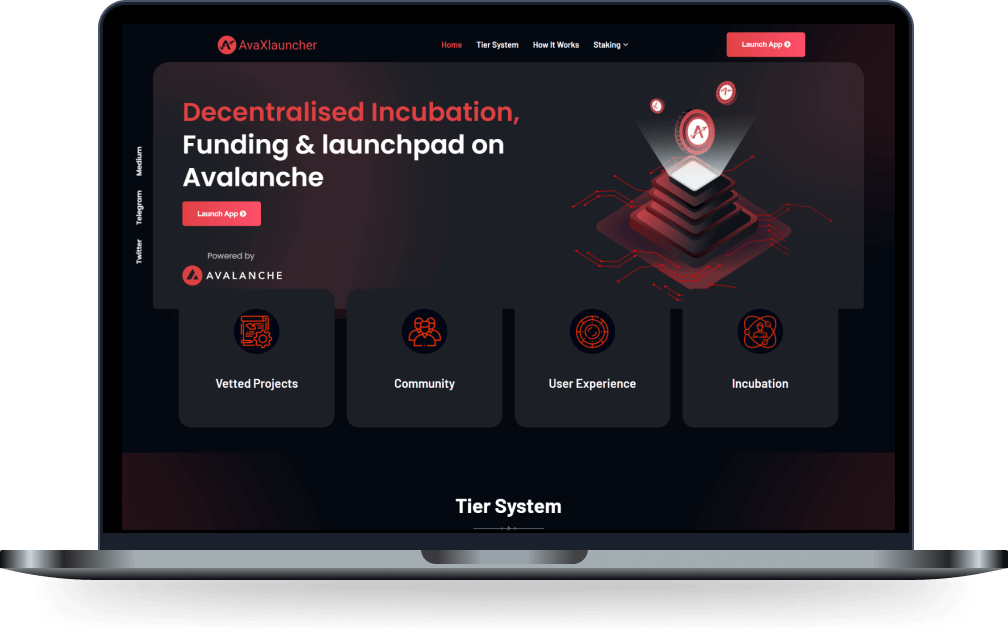 AvaXlauncher
Home
Tier System
How It Works
Staking
Launch App
Decentralised Incubation,
Funding & launchpad on
Avalanche
Launch App
Powered by
AVALANCHE
Medium
Telegram
Twitter
Vetted Projects
Community
User Experience
Incubation
Tier System